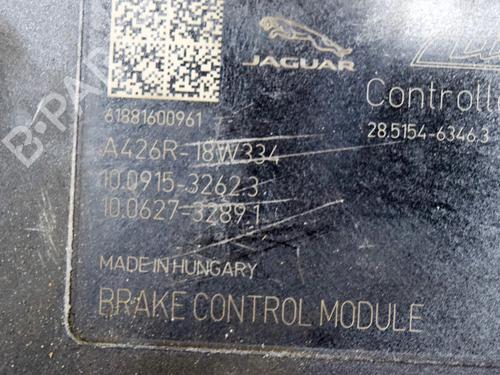 JAGUAR
Controll
61881600961
28.5154-6346.3
A426R-18W334
10.0915-3262.3
10.0627-3289.1
MADE IN HUNGARY
BRAKE CONTROL MODULE